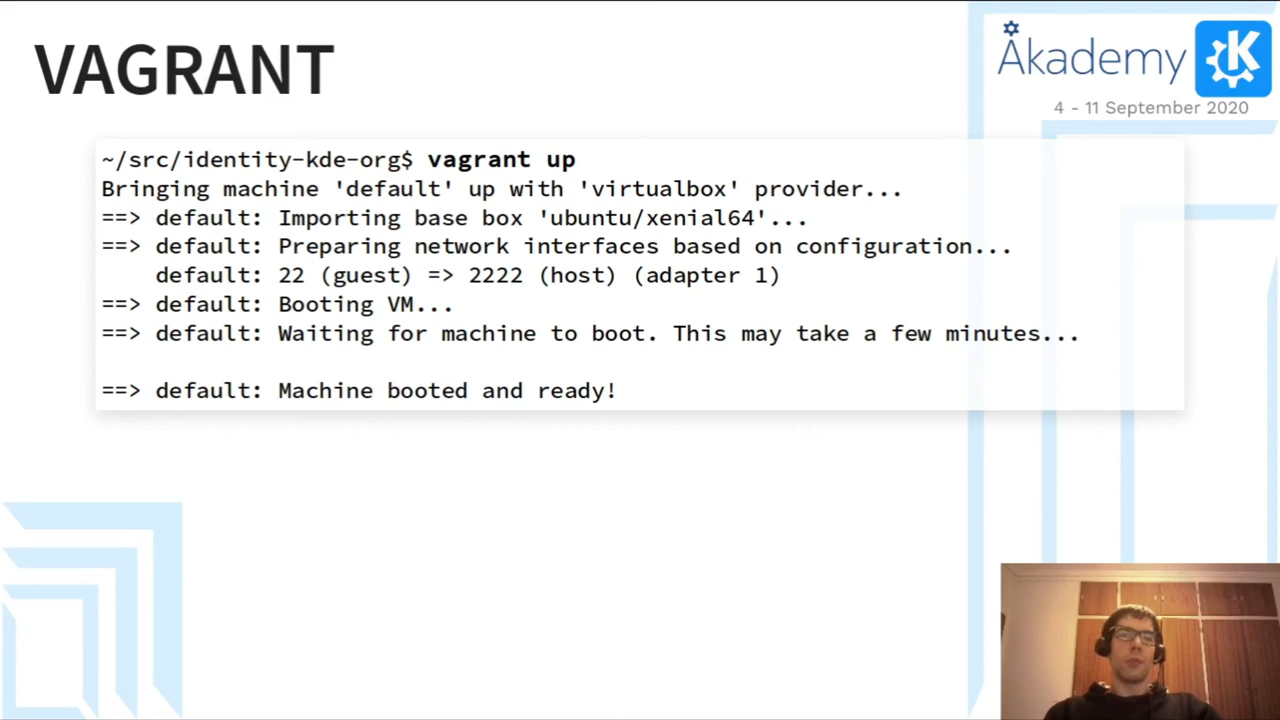 VAGRANT
Akademy
4 - 11 September 2020
~/src/identity-kde-org$ vagrant up
Bringing machine 'default' up with 'virtualbox' provider...
==> default: Importing base box 'ubuntu/xenial64'...
==> default: Preparing network interfaces based on configuration...
    default: 22 (guest) => 2222 (host) (adapter 1)
==> default: Booting VM...
==> default: Waiting for machine to boot. This may take a few minutes...
==> default: Machine booted and ready!